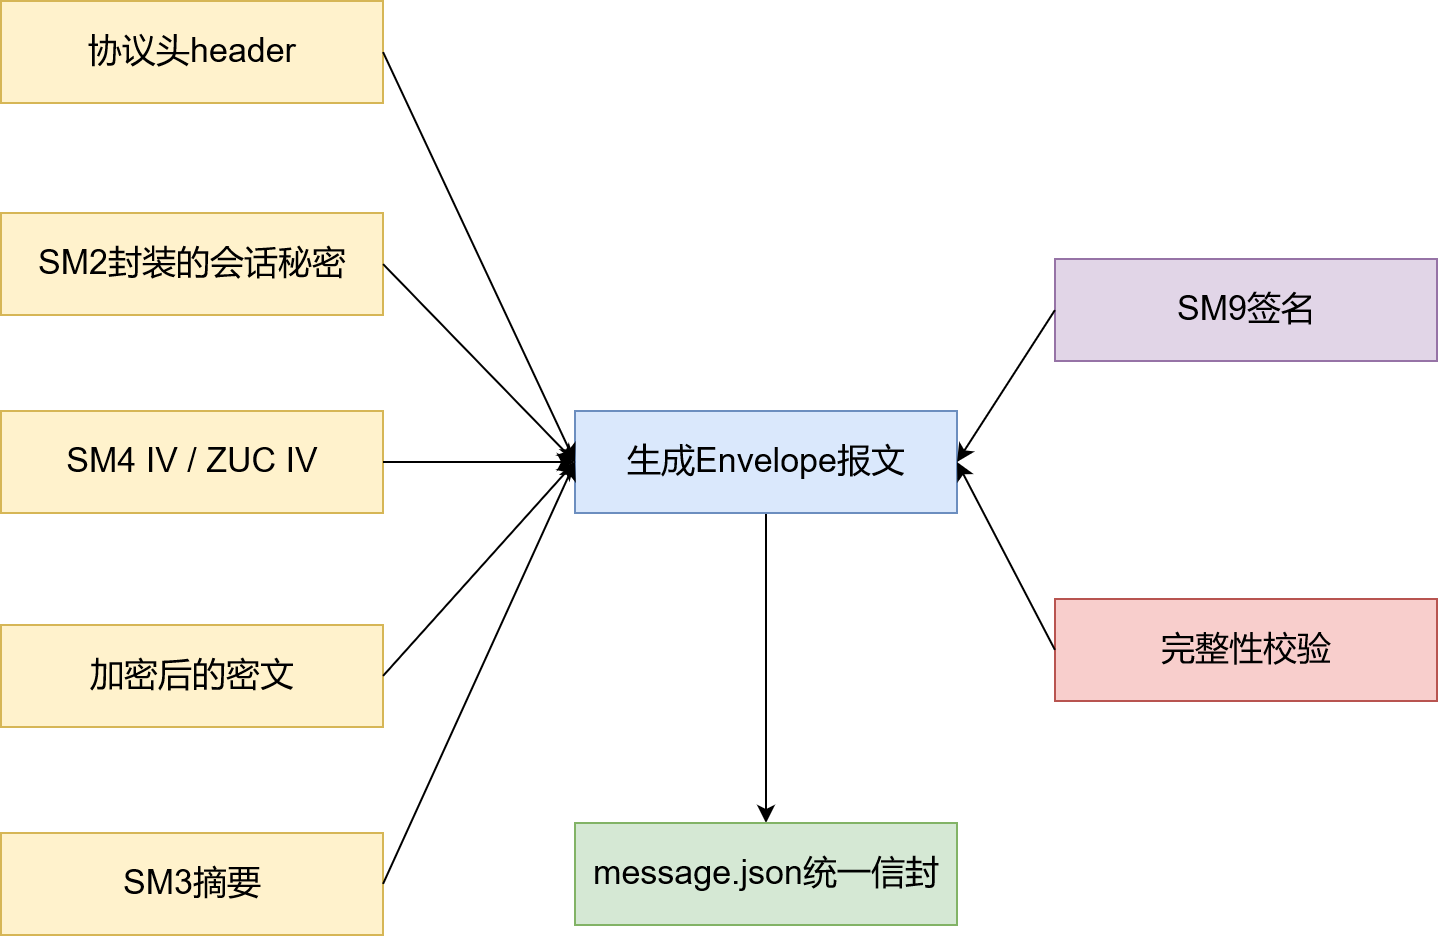 协议头header
SM2封装的会话秘密
SM4 IV / ZUC IV
加密后的密文
SM3摘要
生成Envelope报文
message.json统一信封
SM9签名
完整性校验